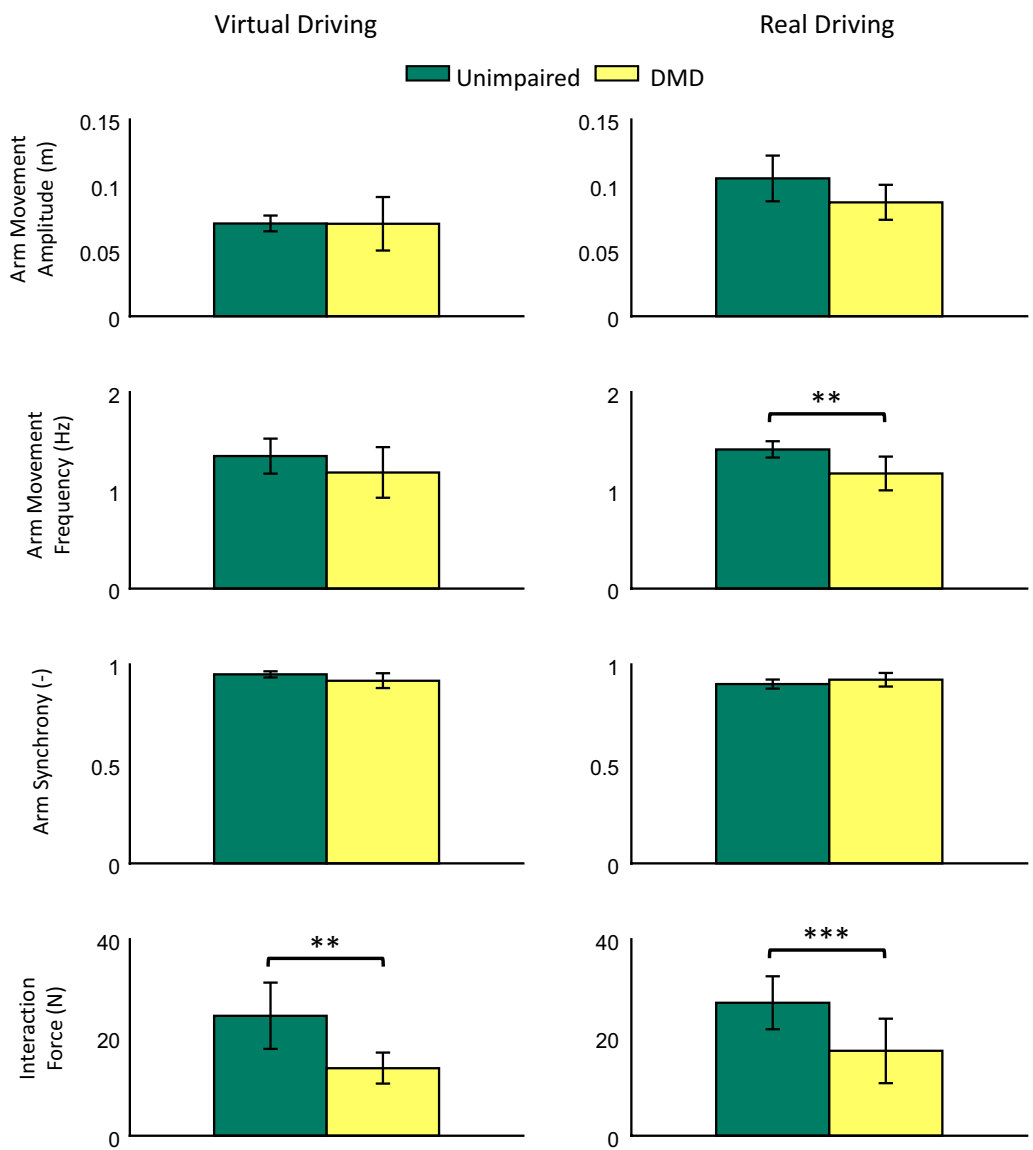 Virtual Driving
Real Driving
Unimpaired
DMD
Arm Movement
Amplitude (m)
0.15
0.1
0.05
0
0.15
0.1
0.05
0
Arm Movement
Frequency (Hz)
2
1
0
2
1
0
**
Arm Synchrony (-)
1
0.5
0
1
0.5
0
Interaction
Force (N)
40
20
0
**
40
20
0
***